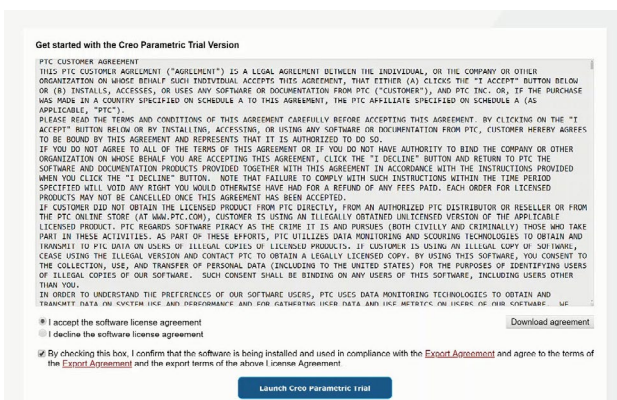 Get started with the Creo Parametric Trial Version
PTC CUSTOMER AGREEMENT
THIS PTC CUSTOMER AGREEMENT ("AGREEMENT") IS A LEGAL AGREEMENT BETWEEN THE INDIVIDUAL, OR THE COMPANY OR OTHER
ORGANIZATION ON WHOSE BEHALF SUCH INDIVIDUAL ACCEPTS THIS AGREEMENT, THAT EITHER (A) CLICKS THE "I ACCEPT" BUTTON BELOW
OR (B) INSTALLS, ACCESSES, OR USES ANY SOFTWARE OR DOCUMENTATION FROM PTC ("CUSTOMER"), AND PTC INC. OR, IF THE PURCHASE
WAS MADE IN A COUNTRY SPECIFIED ON SCHEDULE A TO THIS AGREEMENT, THE PTC AFFILIATE SPECIFIED ON SCHEDULE A (AS
APPLICABLE, "PTC").
PLEASE READ THE TERMS AND CONDITIONS OF THIS AGREEMENT CAREFULLY BEFORE ACCEPTING THIS AGREEMENT. BY CLICKING ON THE "I
ACCEPT" BUTTON BELOW OR BY INSTALLING, ACCESSING, OR USING ANY SOFTWARE OR DOCUMENTATION FROM PTC, CUSTOMER HEREBY AGREES
TO BE BOUND BY THIS AGREEMENT AND REPRESENTS THAT IT IS AUTHORIZED TO DO SO.
IF YOU DO NOT AGREE TO ALL OF THE TERMS OF THIS AGREEMENT OR IF YOU DO NOT HAVE AUTHORITY TO BIND THE COMPANY OR OTHER
ORGANIZATION ON WHOSE BEHALF YOU ARE ACCEPTING THIS AGREEMENT, CLICK THE "I DECLINE" BUTTON AND RETURN TO PTC THE
SOFTWARE AND DOCUMENTATION PRODUCTS PROVIDED TOGETHER WITH THIS AGREEMENT IN ACCORDANCE WITH THE INSTRUCTIONS PROVIDED
WHEN YOU CLICK THE "I DECLINE" BUTTON. NOTE THAT FAILURE TO COMPLY WITH SUCH INSTRUCTIONS WITHIN THE TIME PERIOD
SPECIFIED WILL VOID ANY RIGHT YOU WOULD OTHERWISE HAVE HAD FOR A REFUND OF ANY FEES PAID. EACH ORDER FOR LICENSED
PRODUCTS MAY NOT BE CANCELLED ONCE THIS AGREEMENT HAS BEEN ACCEPTED.
IF CUSTOMER DID NOT OBTAIN THE LICENSED PRODUCT FROM PTC DIRECTLY, FROM AN AUTHORIZED PTC DISTRIBUTOR OR RESELLER OR FROM
THE PTC ONLINE STORE (AT WWW.PTC.COM), CUSTOMER IS USING AN ILLEGALLY OBTAINED UNLICENSED VERSION OF THE APPLICABLE
LICENSED PRODUCT. PTC REGARDS SOFTWARE PIRACY AS THE CRIME IT IS AND PURSUES (BOTH CIVILLY AND CRIMINALLY) THOSE WHO TAKE
PART IN THESE ACTIVITIES. AS PART OF THESE EFFORTS, PTC UTILIZES DATA MONITORING AND SCOURING TECHNOLOGIES TO OBTAIN AND
TRANSMIT TO PTC DATA ON USERS OF ILLEGAL COPIES OF LICENSED PRODUCTS. IF CUSTOMER IS USING AN ILLEGAL COPY OF SOFTWARE,
CEASE USING THE ILLEGAL VERSION AND CONTACT PTC TO OBTAIN A LEGALLY LICENSED COPY. BY USING THIS SOFTWARE, YOU CONSENT TO
THE COLLECTION, USE, AND TRANSFER OF PERSONAL DATA (INCLUDING TO THE UNITED STATES) FOR THE PURPOSES OF IDENTIFYING USERS
OF ILLEGAL COPIES OF OUR SOFTWARE. SUCH CONSENT SHALL BE BINDING ON ANY USERS OF THIS SOFTWARE, INCLUDING USERS OTHER
THAN YOU.
IN ORDER TO UNDERSTAND THE PREFERENCES OF OUR SOFTWARE USERS, PTC USES DATA MONITORING TECHNOLOGIES TO OBTAIN AND
TRANSMIT DATA ON SYSTEM USE AND PERFORMANCE AND FOR GATHERING USER DATA AND USE METRICS ON USERS OF OUR SOFTWARE. WE
I accept the software license agreement
Download agreement
I decline the software license agreement
By checking this box, I confirm that the software is being installed and used in compliance with the Export Agreement and agree to the terms of
the Export Agreement and the export terms of the above License Agreement.
Launch Creo Parametric Trial